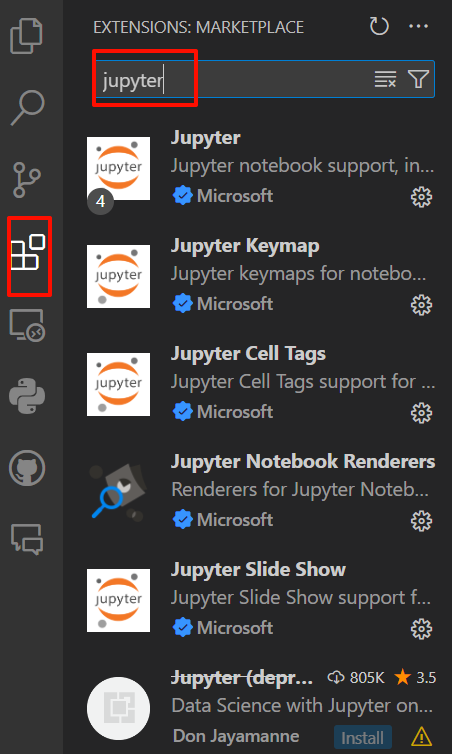 EXTENSIONS: MARKETPLACE
jupyter
Jupyter
Jupyter notebook support, in...
Microsoft
jupyter
4
Jupyter Keymap
Jupyter keymaps for notebo...
Microsoft
jupyter
Jupyter Cell Tags
Jupyter Cell Tags support for ...
Microsoft
jupyter
Jupyter Notebook Renderers
Renderers for Jupyter Noteb...
Microsoft
Jupyter Slide Show
Jupyter Slide Show support f...
Microsoft
jupyter
Jupyter (depr... 805K 3.5
Data Science with Jupyter on...
Don Jayamanne Install